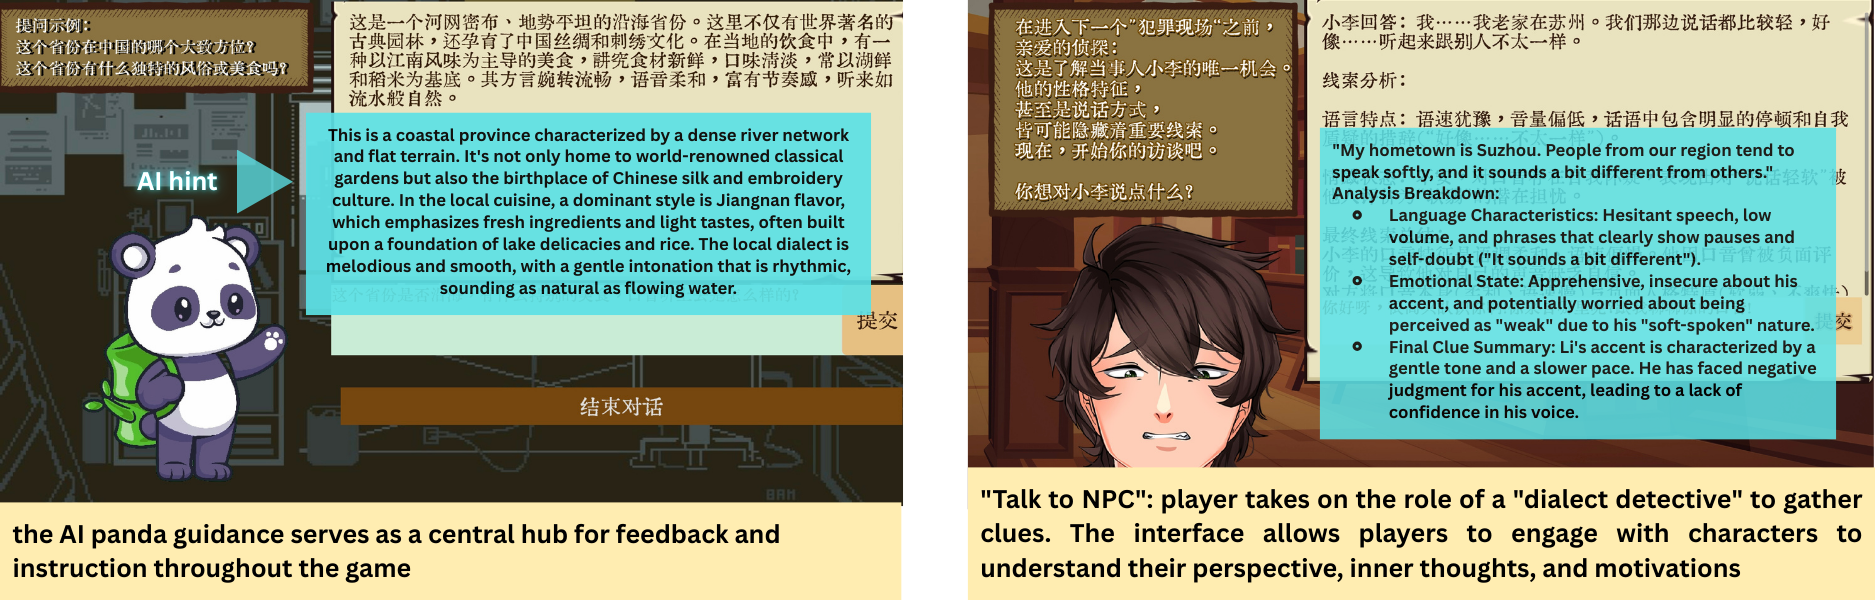 提问示例：
这个省份在中国的哪个大致方位？
这个省份有什么独特的风俗或美食吗？
这是一个河网密布、地势平坦的沿海省份。这里不仅有世界著名的
古典园林，还孕育了中国丝绸和刺绣文化。在当地的饮食中，有一
种以江南风味为主导的美食，讲究食材新鲜，口味清淡，常以湖鲜
和稻米为基底。其方言婉转流畅，语音柔和，富有节奏感，听来如
流水般自然。
AI hint
This is a coastal province characterized by a dense river network
and flat terrain. It's not only home to world-renowned classical
gardens but also the birthplace of Chinese silk and embroidery
culture. In the local cuisine, a dominant style is Jiangnan flavor,
which emphasizes fresh ingredients and light tastes, often built
upon a foundation of lake delicacies and rice. The local dialect is
melodious and smooth, with a gentle intonation that is rhythmic,
sounding as natural as flowing water.
提交
结束对话
the AI panda guidance serves as a central hub for feedback and
instruction throughout the game
在进入下一个"犯罪现场"之前，
亲爱的侦探：
这是了解当事人小李的唯一机会。
他的性格特征，
甚至是说话方式，
皆可能隐藏着重要线索。
现在，开始你的访谈吧。
你想对小李说点什么？
小李回答：我……我老家在苏州。我们那边说话都比较轻，好
像……听起来跟别人不太一样。
线索分析：
语言特点：语速犹豫，音量偏低，话语中包含明显的停顿和自我
质疑的措辞("好像……不太一样")。
"My hometown is Suzhou. People from our region tend to
speak softly, and it sounds a bit different from others."
Analysis Breakdown:
Language Characteristics: Hesitant speech, low
volume, and phrases that clearly show pauses and
self-doubt ("It sounds a bit different").
Emotional State: Apprehensive, insecure about his
accent, and potentially worried about being
perceived as "weak" due to his "soft-spoken" nature.
Final Clue Summary: Li's accent is characterized by a
gentle tone and a slower pace. He has faced negative
judgment for his accent, leading to a lack of
confidence in his voice.
提交
"Talk to NPC": player takes on the role of a "dialect detective" to gather
clues. The interface allows players to engage with characters to
understand their perspective, inner thoughts, and motivations